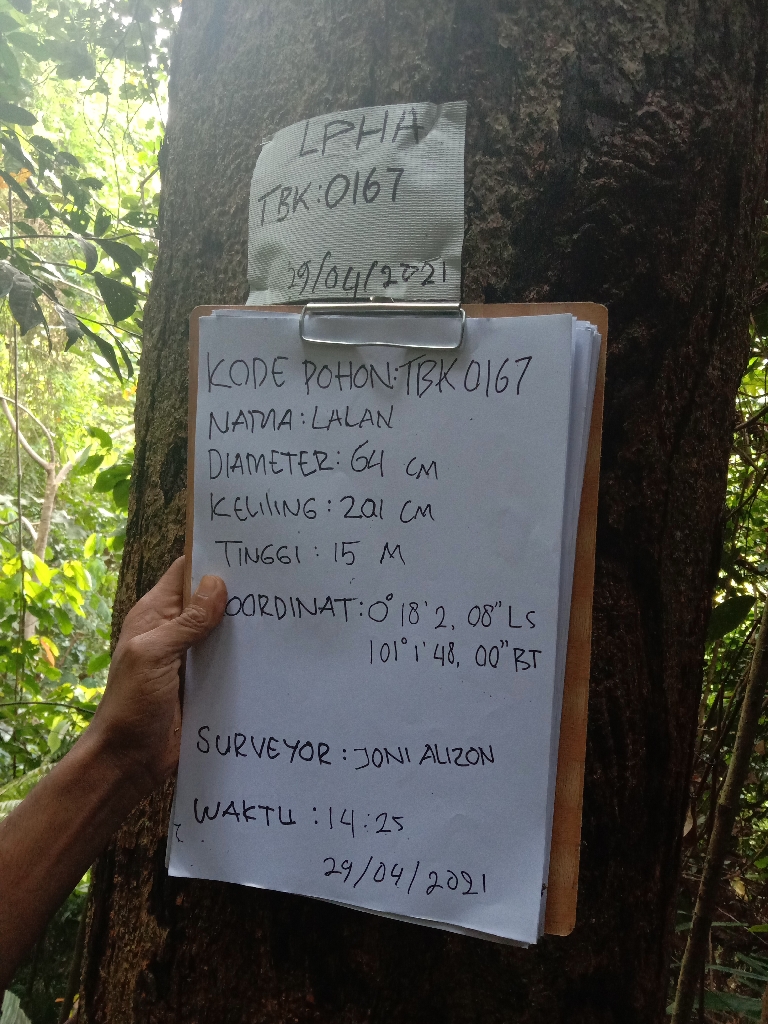 LPHA
TBK:0167
29/04/2021
KODE POHON:TBK 0167
NAMA:LALAN
DIAMETER: 64 CM
KELILING: 201 CM
TINGGI: 15 M
OORDINAT:0° 18' 2, 08" LS
101° 1' 48, 00" BT
SURVEYOR: JONI ALIZON
WAKTU : 14:25
29/04/2021